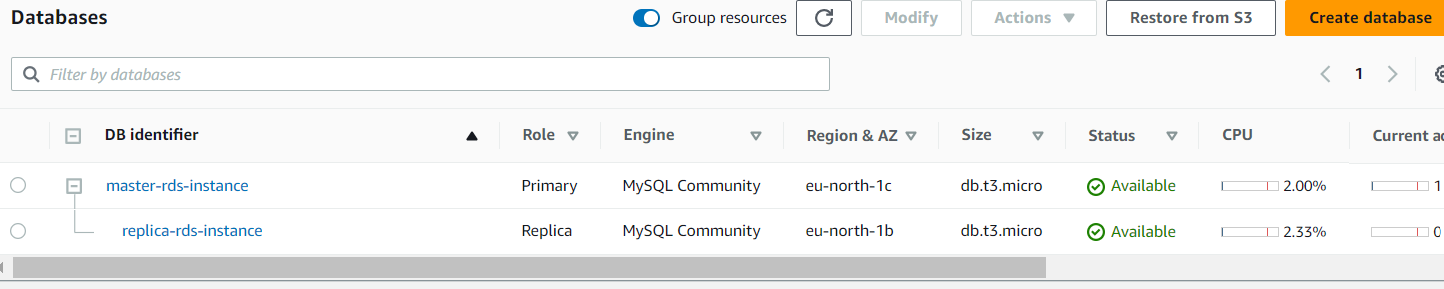 Databases Group resources Modify Actions Restore from S3 Create database
Filter by databases 1
DB identifier Role Engine Region & AZ Size Status CPU Current ac
master-rds-instance Primary MySQL Community eu-north-1c db.t3.micro Available 2.00% 1
replica-rds-instance Replica MySQL Community eu-north-1b db.t3.micro Available 2.33% 0